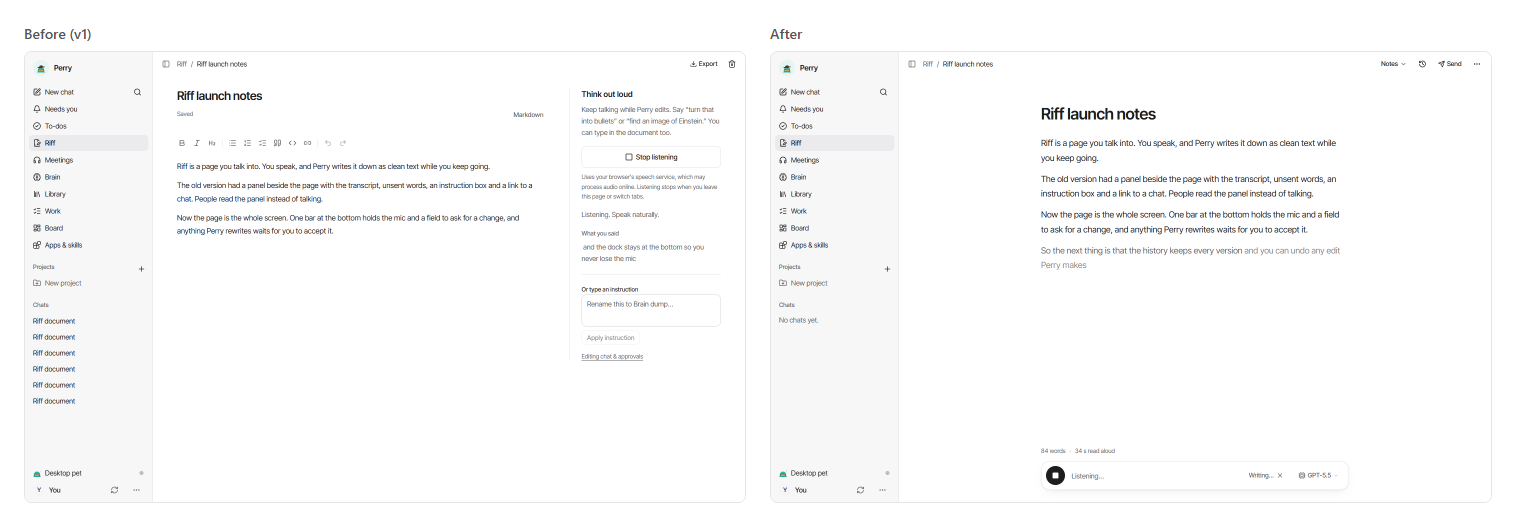 Before (v1)
Perry
New chat
Needs you
To-dos
Riff
Meetings
Brain
Library
Work
Board
Apps & skills
Projects
New project
Chats
Riff document
Riff document
Riff document
Riff document
Riff document
Riff document
Desktop pet
Y You
Riff / Riff launch notes
Export
Riff launch notes
Saved
Markdown
B I H2
Riff is a page you talk into. You speak, and Perry writes it down as clean text while you keep going.
The old version had a panel beside the page with the transcript, unsent words, an instruction box and a link to a
chat. People read the panel instead of talking.
Now the page is the whole screen. One bar at the bottom holds the mic and a field to ask for a change, and
anything Perry rewrites waits for you to accept it.
Think out loud
Keep talking while Perry edits. Say “turn that
into bullets” or “find an image of Einstein.” You
can type in the document too.
Stop listening
Uses your browser's speech service, which may
process audio online. Listening stops when you leave
this page or switch tabs.
Listening. Speak naturally.
What you said
and the dock stays at the bottom so you
never lose the mic
Or type an instruction
Rename this to Brain dump...
Apply instruction
Editing chat & approvals
After
Perry
New chat
Needs you
To-dos
Riff
Meetings
Brain
Library
Work
Board
Apps & skills
Projects
New project
Chats
No chats yet.
Desktop pet
Y You
Riff / Riff launch notes
Notes
Send
Riff launch notes
Riff is a page you talk into. You speak, and Perry writes it down as clean text while
you keep going.
The old version had a panel beside the page with the transcript, unsent words, an
instruction box and a link to a chat. People read the panel instead of talking.
Now the page is the whole screen. One bar at the bottom holds the mic and a field
to ask for a change, and anything Perry rewrites waits for you to accept it.
So the next thing is that the history keeps every version and you can undo any edit
Perry makes
84 words · 34 s read aloud
Listening...
Writing...
GPT-5.5